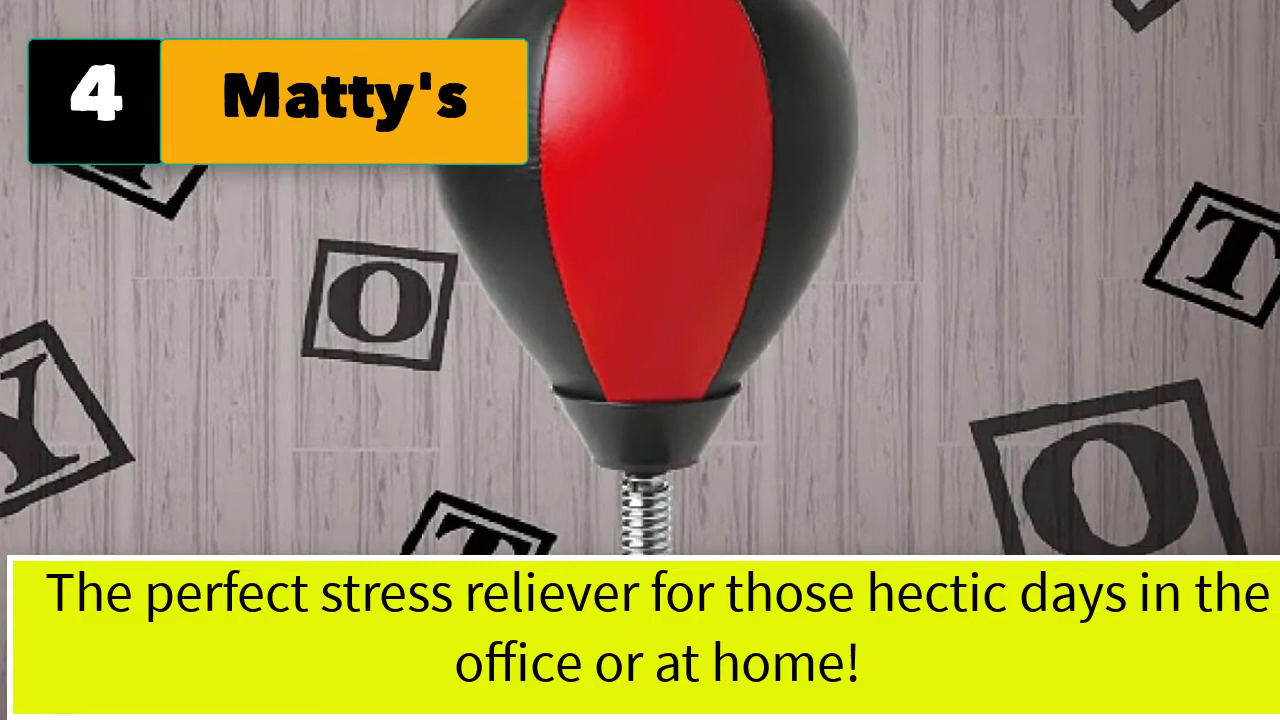 4 Matty's
T
O
Y
O
T
The perfect stress reliever for those hectic days in the
office or at home!